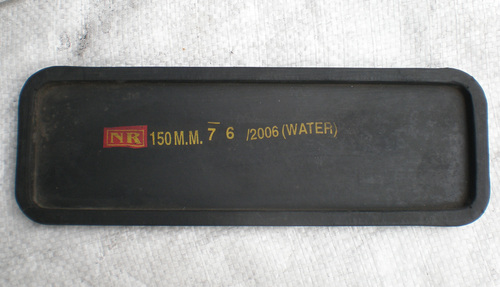 NR 150 M.M. 7 6 /2006 (WATER)